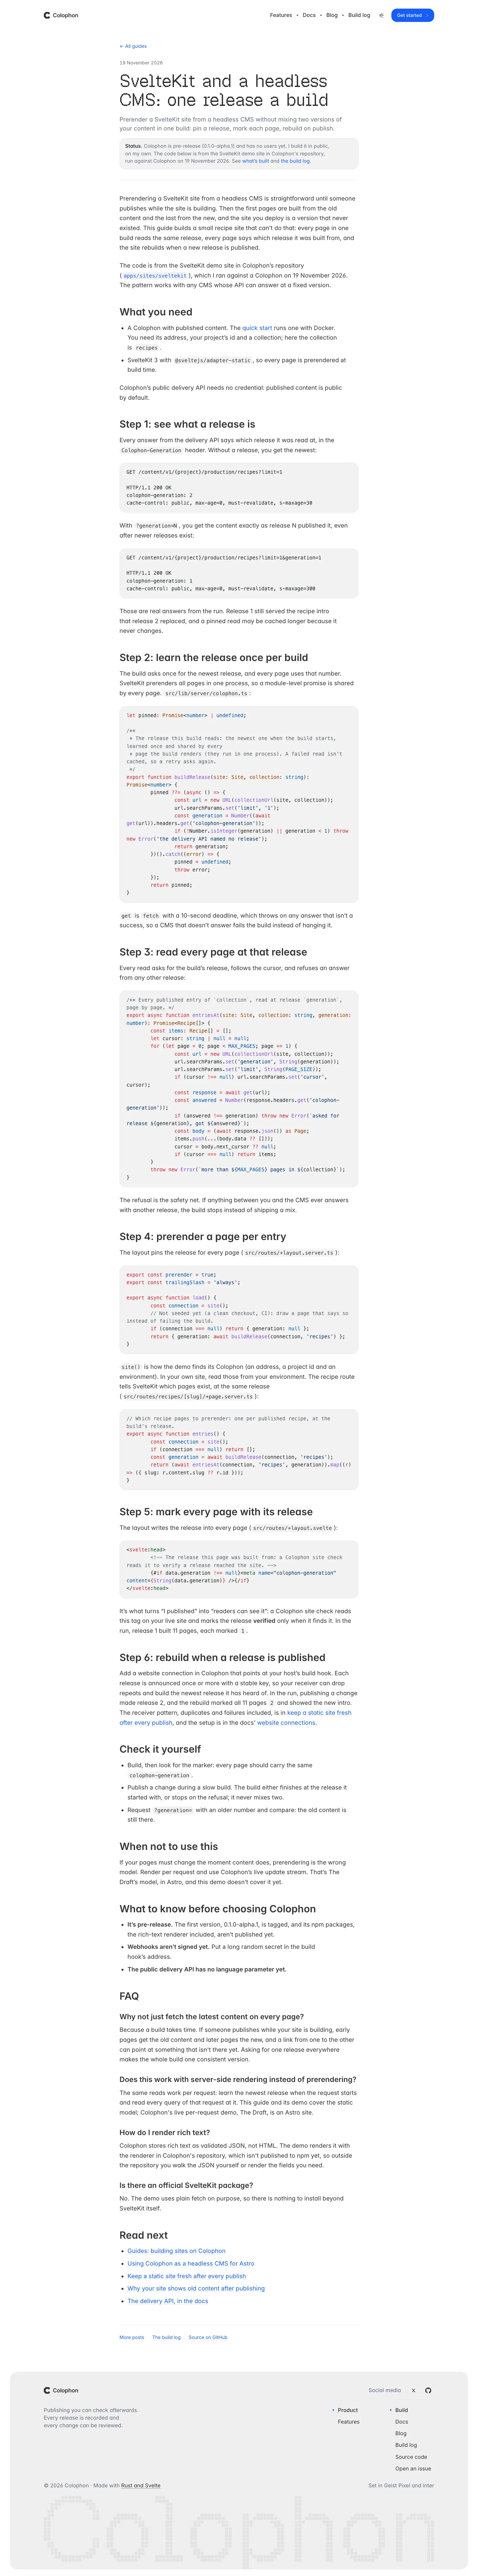 Colophon
Features • Docs • Blog • Build log
Get started
← All guides
19 November 2026
SvelteKit and a headless
CMS: one release a build
Prerender a SvelteKit site from a headless CMS without mixing two versions of
your content in one build: pin a release, mark each page, rebuild on publish.
Status. Colophon is pre-release (0.1.0-alpha.1) and has no users yet. I build it in public,
on my own. The code below is from the SvelteKit demo site in Colophon's repository,
run against Colophon on 19 November 2026. See what's built and the build log.
Prerendering a SvelteKit site from a headless CMS is straightforward until someone
publishes while the site is building. Then the first pages are built from the old
content and the last from the new, and the site you deploy is a version that never
existed. This guide builds a small recipe site that can't do that: every page in one
build reads the same release, every page says which release it was built from, and
the site rebuilds when a new release is published.
The code is from the SvelteKit demo site in Colophon's repository
(apps/sites/sveltekit), which I ran against a Colophon on 19 November 2026.
The pattern works with any CMS whose API can answer at a fixed version.
What you need
• A Colophon with published content. The quick start runs one with Docker.
You need its address, your project's id and a collection; here the collection
is recipes.
• SvelteKit 3 with @sveltejs/adapter-static, so every page is prerendered at
build time.
Colophon's public delivery API needs no credential: published content is public
by default.
Step 1: see what a release is
Every answer from the delivery API says which release it was read at, in the
Colophon-Generation header. Without a release, you get the newest:
GET /content/v1/{project}/production/recipes?limit=1
HTTP/1.1 200 OK
colophon-generation: 2
cache-control: public, max-age=0, must-revalidate, s-maxage=30
With ?generation=N, you get the content exactly as release N published it, even
after newer releases exist:
GET /content/v1/{project}/production/recipes?limit=1&generation=1
HTTP/1.1 200 OK
colophon-generation: 1
cache-control: public, max-age=0, must-revalidate, s-maxage=300
Those are real answers from the run. Release 1 still served the recipe intro
that release 2 replaced, and a pinned read may be cached longer because it
never changes.
Step 2: learn the release once per build
The build asks once for the newest release, and every page uses that number.
SvelteKit prerenders all pages in one process, so a module-level promise is shared
by every page. src/lib/server/colophon.ts:
let pinned: Promise<number> | undefined;
/**
* The release this build reads: the newest one when the build starts,
learned once and shared by every
* page the build renders (they run in one process). A failed read isn't
cached, so a retry asks again.
*/
export function buildRelease(site: Site, collection: string):
Promise<number> {
pinned ??= (async () => {
const url = new URL(collectionUrl(site, collection));
url.searchParams.set('limit', '1');
const generation = Number((await
get(url)).headers.get('colophon-generation'));
if (!Number.isInteger(generation) || generation < 1) throw
new Error('the delivery API named no release');
return generation;
})().catch((error) => {
pinned = undefined;
throw error;
});
return pinned;
}
get is fetch with a 10-second deadline, which throws on any answer that isn't a
success, so a CMS that doesn't answer fails the build instead of hanging it.
Step 3: read every page at that release
Every read asks for the build's release, follows the cursor, and refuses an answer
from any other release:
/** Every published entry of `collection`, read at release `generation`,
page by page. */
export async function entriesAt(site: Site, collection: string, generation:
number): Promise<Recipe[]> {
const items: Recipe[] = [];
let cursor: string | null = null;
for (let page = 0; page < MAX_PAGES; page += 1) {
const url = new URL(collectionUrl(site, collection));
url.searchParams.set('generation', String(generation));
url.searchParams.set('limit', String(PAGE_SIZE));
if (cursor !== null) url.searchParams.set('cursor',
cursor);
const response = await get(url);
const answered = Number(response.headers.get('colophon-
generation'));
if (answered !== generation) throw new Error(`asked for
release ${generation}, got ${answered}`);
const body = (await response.json()) as Page;
items.push(...(body.data ?? []));
cursor = body.next_cursor ?? null;
if (cursor === null) return items;
}
throw new Error(`more than ${MAX_PAGES} pages in ${collection}`);
}
The refusal is the safety net. If anything between you and the CMS ever answers
with another release, the build stops instead of shipping a mix.
Step 4: prerender a page per entry
The layout pins the release for every page (src/routes/+layout.server.ts):
export const prerender = true;
export const trailingSlash = 'always';
export async function load() {
const connection = site();
// Not seeded yet (a clean checkout, CI): draw a page that says so
instead of failing the build.
if (connection === null) return { generation: null };
return { generation: await buildRelease(connection, 'recipes') };
}
site() is how the demo finds its Colophon (an address, a project id and an
environment). In your own site, read those from your environment. The recipe route
tells SvelteKit which pages exist, at the same release
(src/routes/recipes/[slug]/+page.server.ts):
// Which recipe pages to prerender: one per published recipe, at the
build's release.
export async function entries() {
const connection = site();
if (connection === null) return [];
const generation = await buildRelease(connection, 'recipes');
return (await entriesAt(connection, 'recipes', generation)).map((r)
=> ({ slug: r.content.slug ?? r.id }));
}
Step 5: mark every page with its release
The layout writes the release into every page (src/routes/+layout.svelte):
<svelte:head>
<!-- The release this page was built from: a Colophon site check
reads it to verify a release reached the site. -->
{#if data.generation !== null}<meta name="colophon-generation"
content={String(data.generation)} />{/if}
</svelte:head>
It's what turns "I published" into "readers can see it": a Colophon site check reads
this tag on your live site and marks the release verified only when it finds it. In the
run, release 1 built 11 pages, each marked 1.
Step 6: rebuild when a release is published
Add a website connection in Colophon that points at your host's build hook. Each
release is announced once or more with a stable key, so your receiver can drop
repeats and batch bursts of releases into one build; a build started before the
newest release existed doesn't have it in its head. In the run, publishing a change
made release 2, and the rebuild marked all 11 pages 2 and showed the new intro.
The receiver pattern, duplicates and failures included, is in keep a static site fresh
after every publish, and the setup is in the docs' website connections.
Check it yourself
• Build, then look for the marker: every page should carry the same
colophon-generation.
• Publish a change during a slow build. The build either finishes at the release it
started with, or stops on the refusal; it never mixes two.
• Request ?generation= with an older number and compare: the old content is
still there.
When not to use this
If your pages must change the moment content does, prerendering is the wrong
model. Render per request and use Colophon's live update stream. That's The
Draft's model, in Astro, and this demo doesn't cover it yet.
What to know before choosing Colophon
• It's pre-release. The first version, 0.1.0-alpha.1, is tagged, and its npm packages,
the rich-text renderer included, aren't published yet.
• Webhooks aren't signed yet. Put a long random secret in the build
hook's address.
• The public delivery API has no language parameter yet.
FAQ
Why not just fetch the latest content on every page?
Because a build takes time. If someone publishes while your site is building, early
pages get the old content and later pages the new, and a link from one to the other
can point at something that isn't there yet. Asking for one release everywhere
makes the whole build one consistent version.
Does this work with server-side rendering instead of prerendering?
The same reads work per request: learn the newest release when the request starts
and read every query of that request at it. This guide and its demo cover the static
model; Colophon's live per-request demo, The Draft, is an Astro site.
How do I render rich text?
Colophon stores rich text as validated JSON, not HTML. The demo renders it with
the renderer in Colophon's repository, which isn't published to npm yet, so outside
the repository you walk the JSON yourself or render the fields you need.
Is there an official SvelteKit package?
No. The demo uses plain fetch on purpose, so there is nothing to install beyond
SvelteKit itself.
Read next
• Guides: building sites on Colophon
• Using Colophon as a headless CMS for Astro
• Keep a static site fresh after every publish
• Why your site shows old content after publishing
• The delivery API, in the docs
More posts The build log Source on GitHub
Colophon
Social media
Publishing you can check afterwards.
Every release is recorded and
every change can be reviewed.
• Product
Features
• Build
Docs
Blog
Build log
Source code
Open an issue
© 2026 Colophon · Made with Rust and Svelte
Set in Geist Pixel and Inter
Colophon